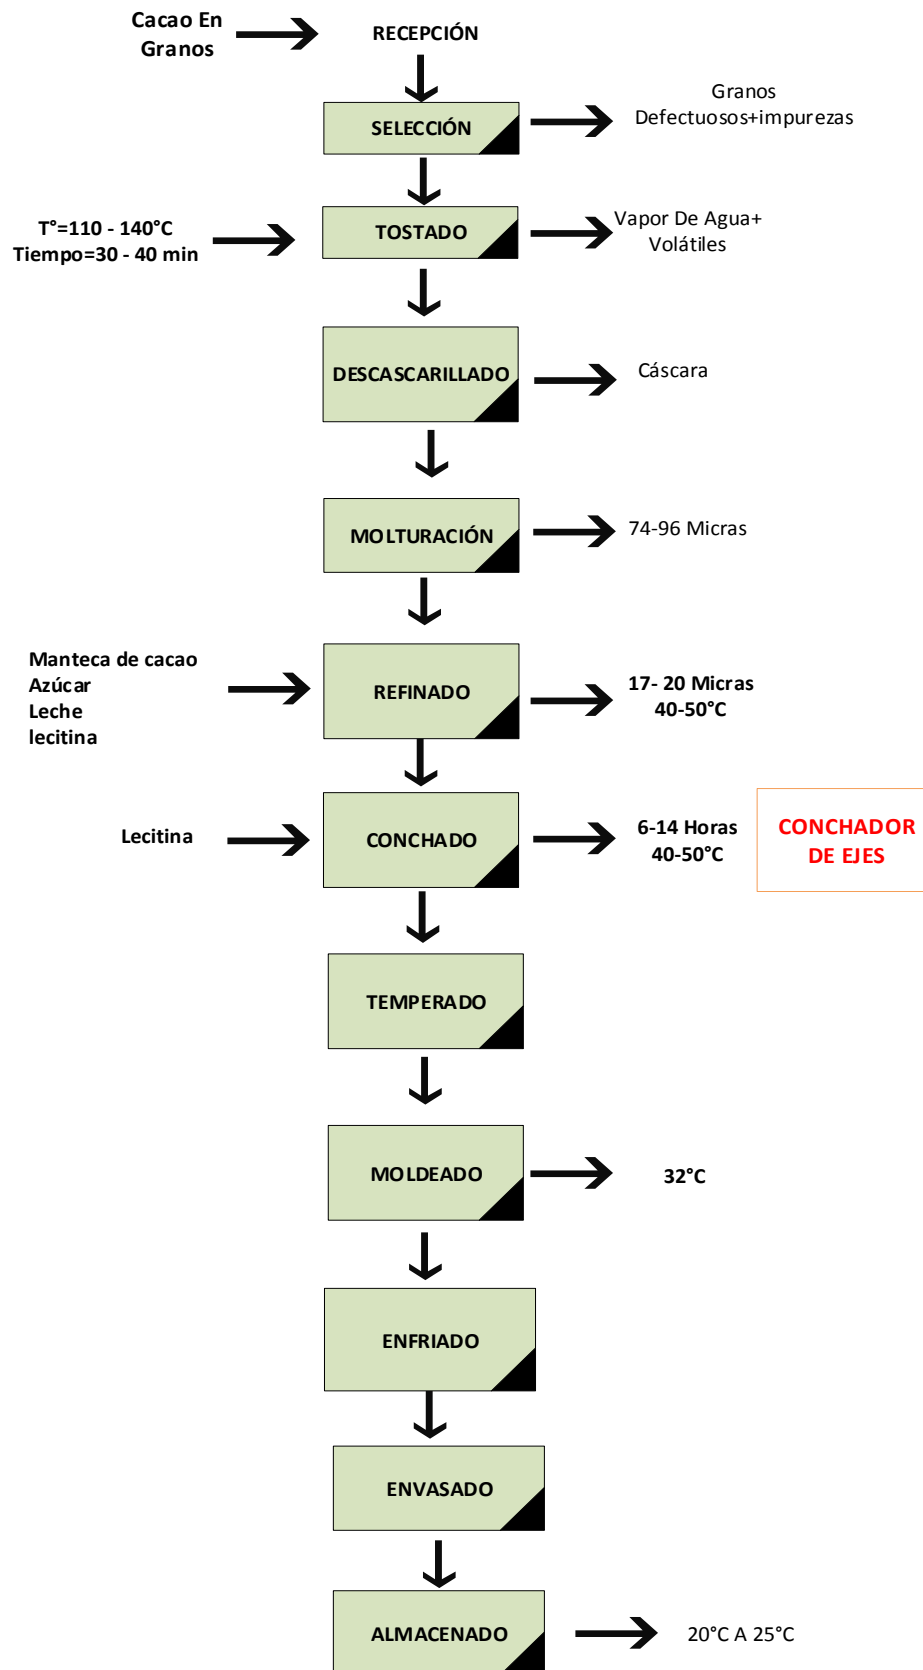 Cacao En
Granos
RECEPCIÓN
SELECCIÓN
Granos
Defectuosos+impurezas
T°=110 - 140°C
Tiempo=30 - 40 min
TOSTADO
Vapor De Agua+
Volátiles
DESCASCARILLADO
Cáscara
MOLTURACIÓN
74-96 Micras
Manteca de cacao
Azúcar
Leche
lecitina
REFINADO
17- 20 Micras
40-50°C
Lecitina
CONCHADO
6-14 Horas
40-50°C
CONCHADOR
DE EJES
TEMPERADO
MOLDEADO
32°C
ENFRIADO
ENVASADO
ALMACENADO
20°C A 25°C